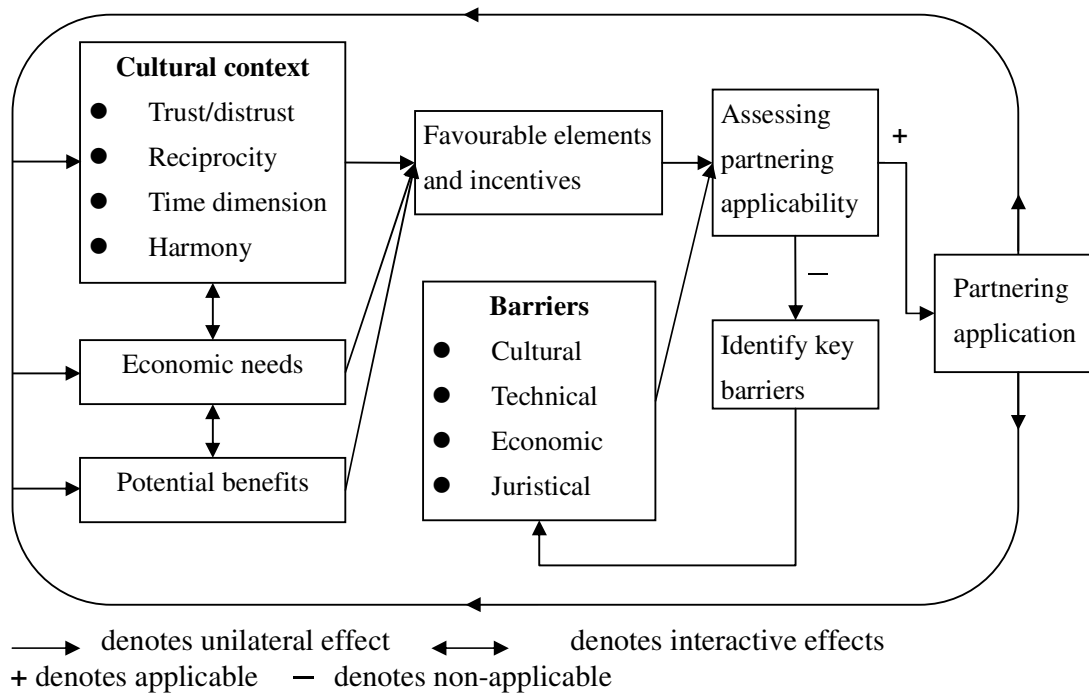 Cultural context
● Trust/distrust
● Reciprocity
● Time dimension
● Harmony
Economic needs
Potential benefits
Favourable elements
and incentives
Barriers
● Cultural
● Technical
● Economic
● Juristical
Assessing
partnering
applicability
+
−
Identify key
barriers
Partnering
application
denotes unilateral effect denotes interactive effects
+ denotes applicable − denotes non-applicable